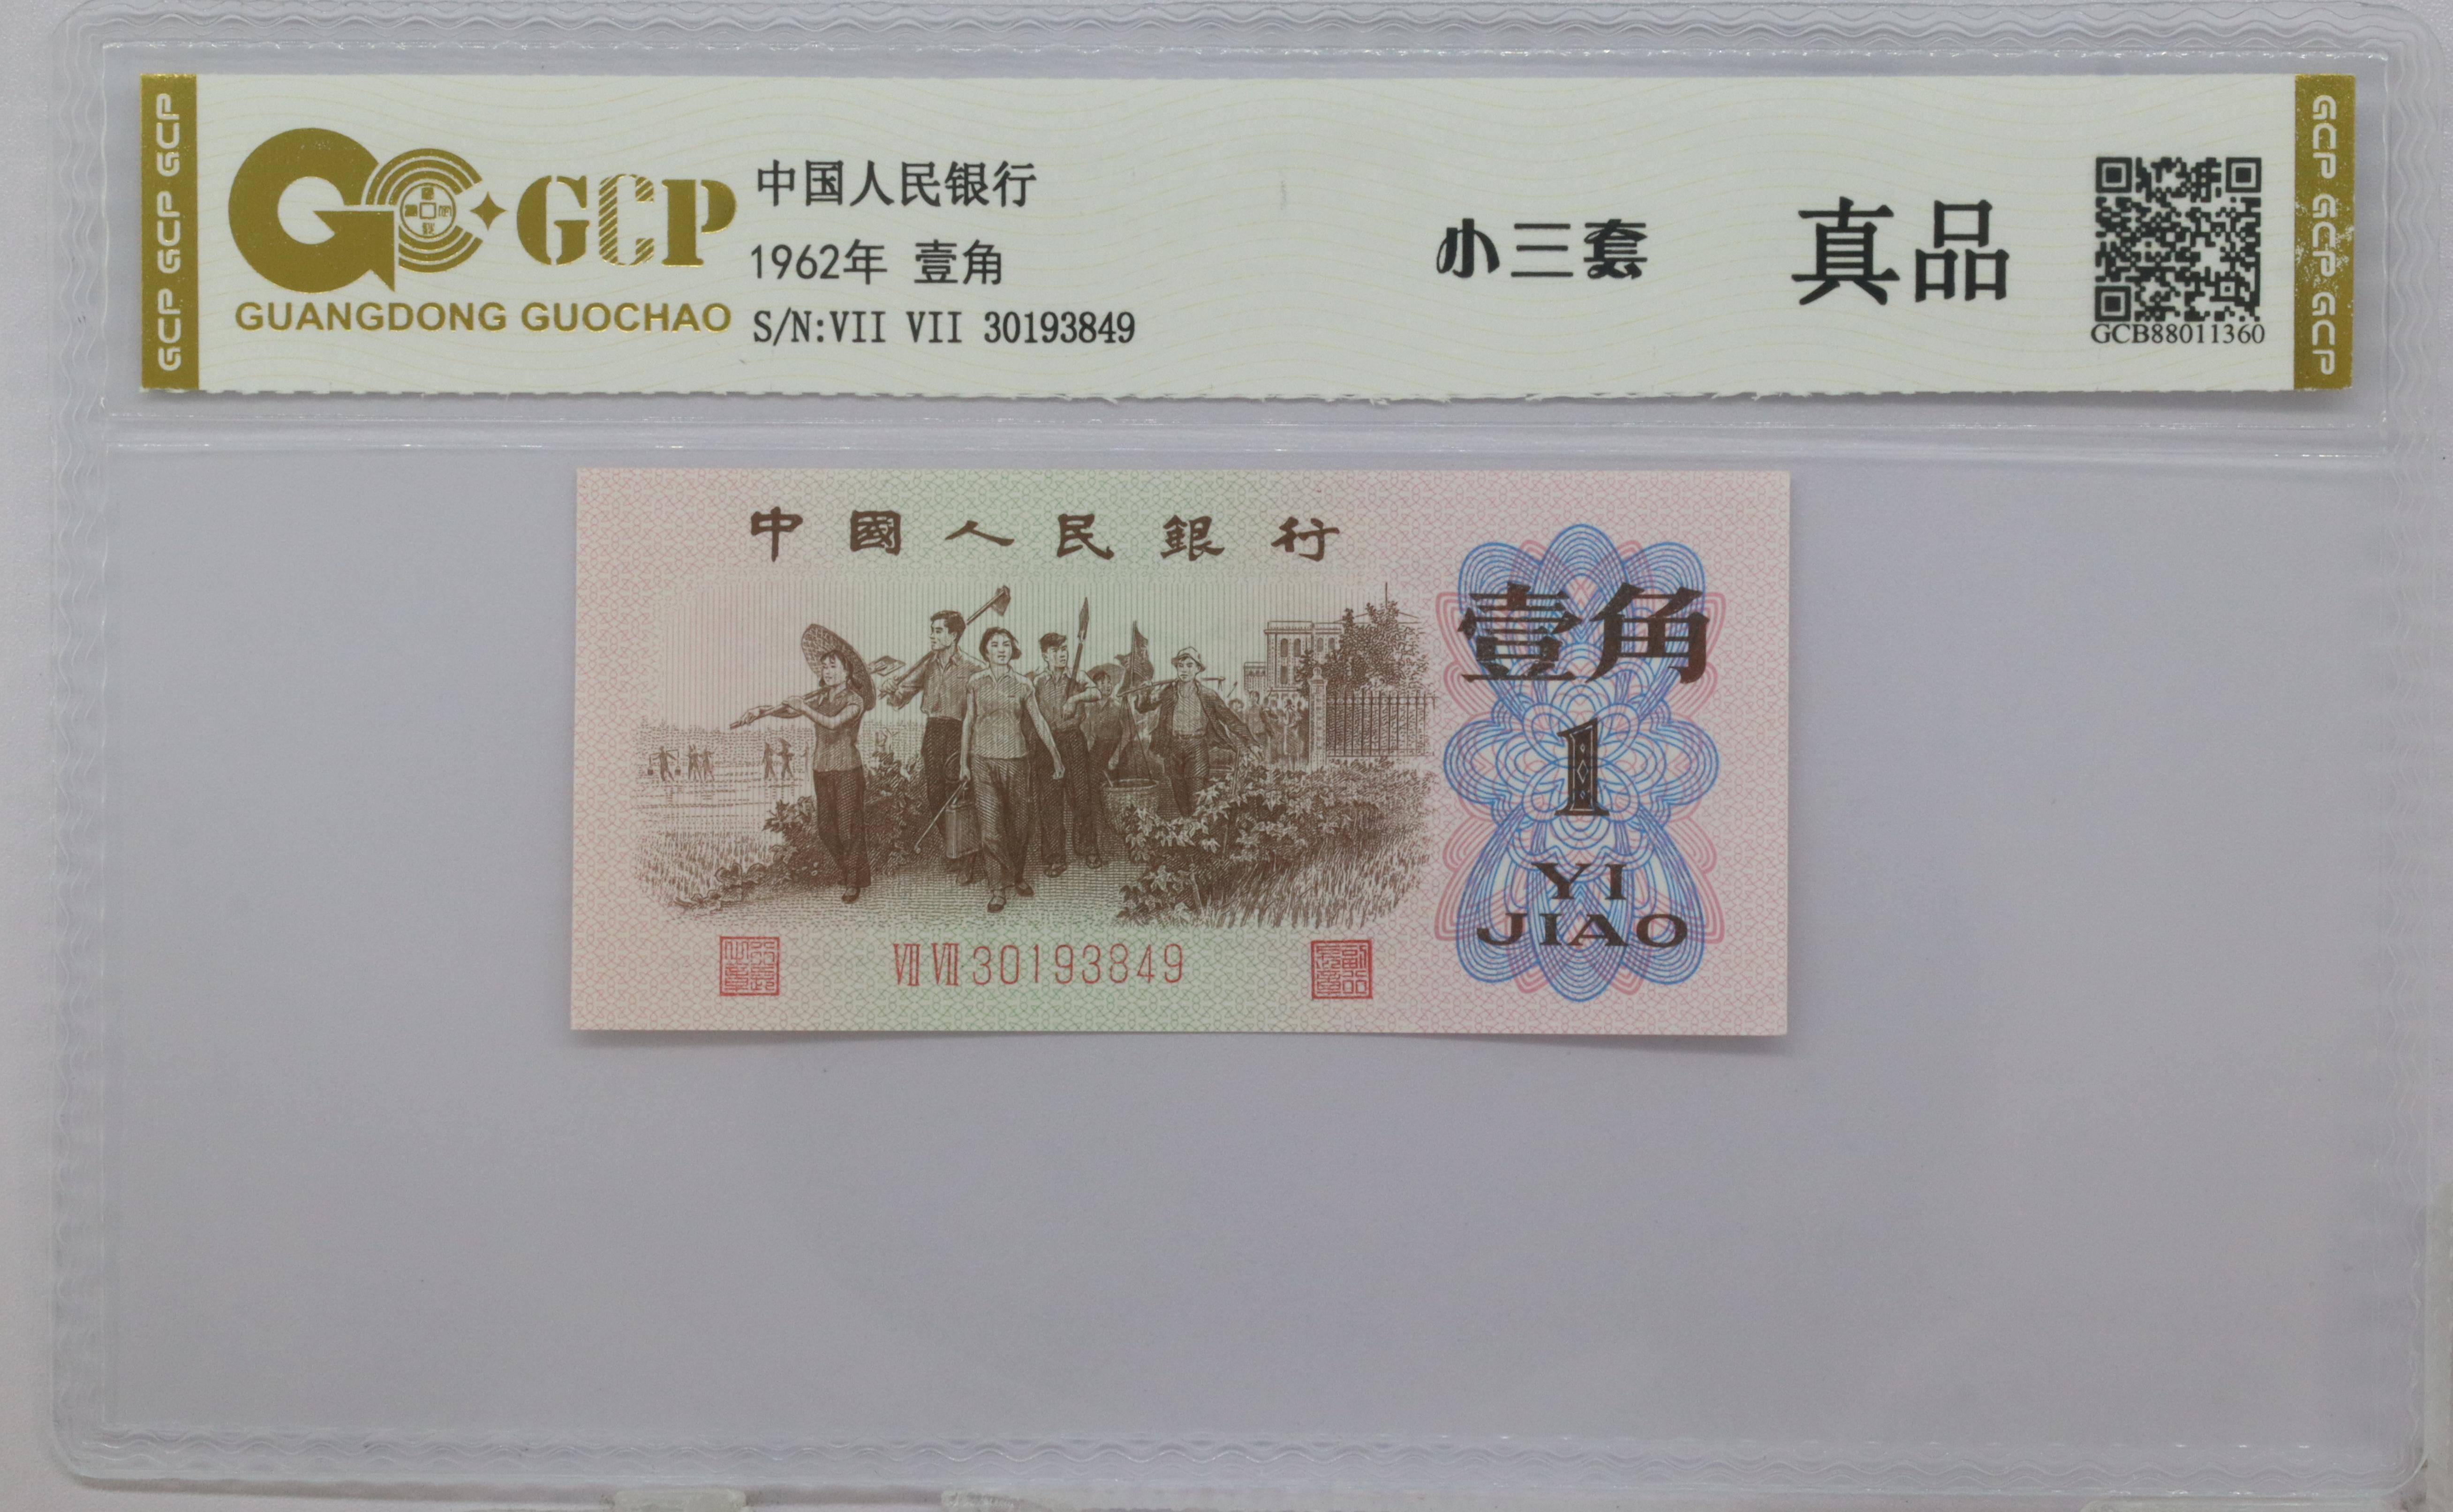 GCP GCP GCP
GCP
GUANGDONG GUOCHAO
中国人民银行
1962年 壹角
S/N:VII VII 30193849
小三套
真品
GCB88011360
GCP GCP GCP
中國人民銀行
壹角
1
YI
JIAO
VII VII 30193849